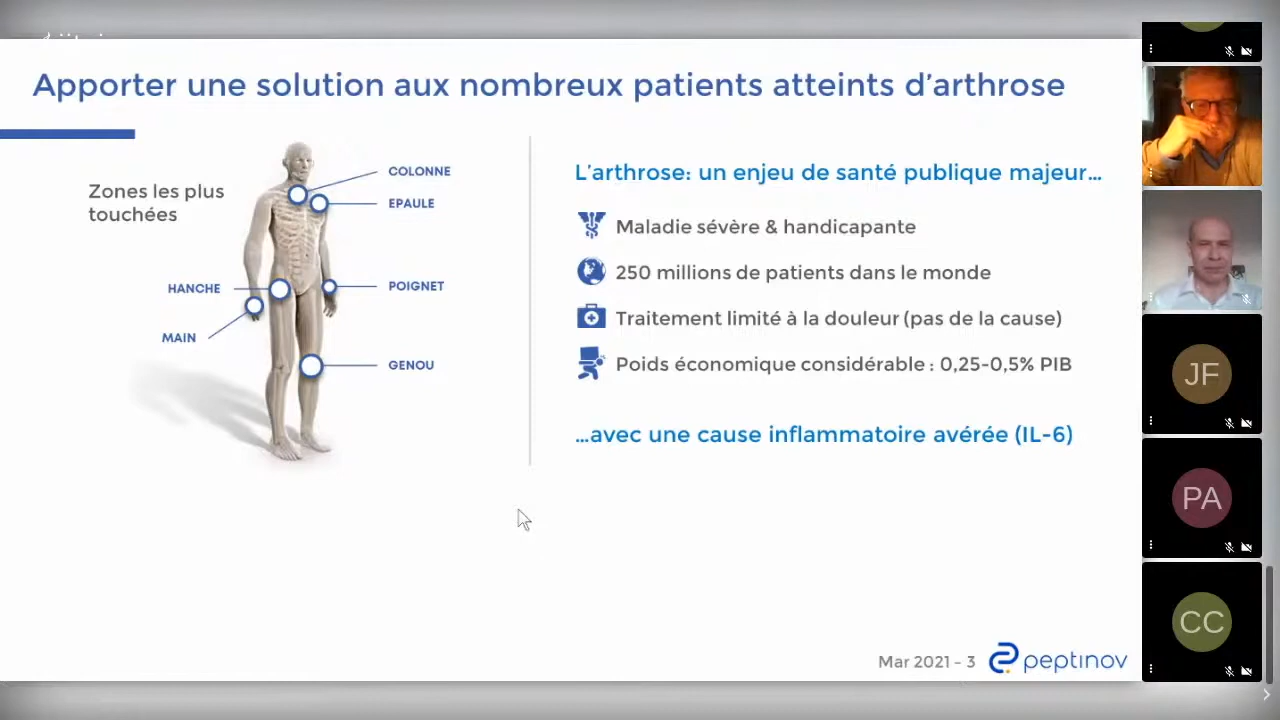 Apporter une solution aux nombreux patients atteints d'arthrose
Zones les plus
touchées
COLONNE
EPAULE
HANCHE
POIGNET
MAIN
GENOU
L'arthrose: un enjeu de santé publique majeur...
Maladie sévère & handicapante
250 millions de patients dans le monde
Traitement limité à la douleur (pas de la cause)
Poids économique considérable : 0,25-0,5% PIB
...avec une cause inflammatoire avérée (IL-6)
Mar 2021 - 3
peptinov
JF
PA
CC